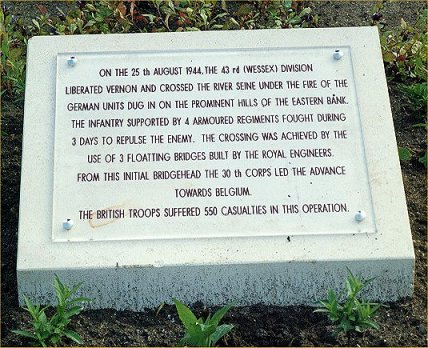 ON THE 25 th AUGUST 1944, THE 43 rd (WESSEX) DIVISION
LIBERATED VERNON AND CROSSED THE RIVER SEINE UNDER THE FIRE OF THE
GERMAN UNITS DUG IN ON THE PROMINENT HILLS OF THE EASTERN BANK.
THE INFANTRY SUPPORTED BY 4 ARMOURED REGIMENTS FOUGHT DURING
3 DAYS TO REPULSE THE ENEMY. THE CROSSING WAS ACHIEVED BY THE
USE OF 3 FLOATTING BRIDGES BUILT BY THE ROYAL ENGINEERS.
FROM THIS INITIAL BRIDGEHEAD THE 30 th CORPS LED THE ADVANCE
TOWARDS BELGIUM.
THE BRITISH TROOPS SUFFERED 550 CASUALTIES IN THIS OPERATION.